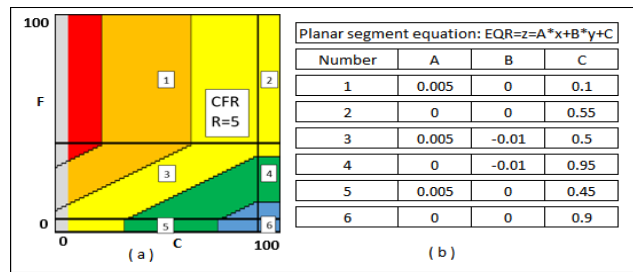 100
F
0
0
C
100
1
2
CFR
R=5
3
4
5
6
( a )
Planar segment equation: EQR=z=A*x+B*y+C
Number A B C
1 0.005 0 0.1
2 0 0 0.55
3 0.005 -0.01 0.5
4 0 -0.01 0.95
5 0.005 0 0.45
6 0 0 0.9
( b )